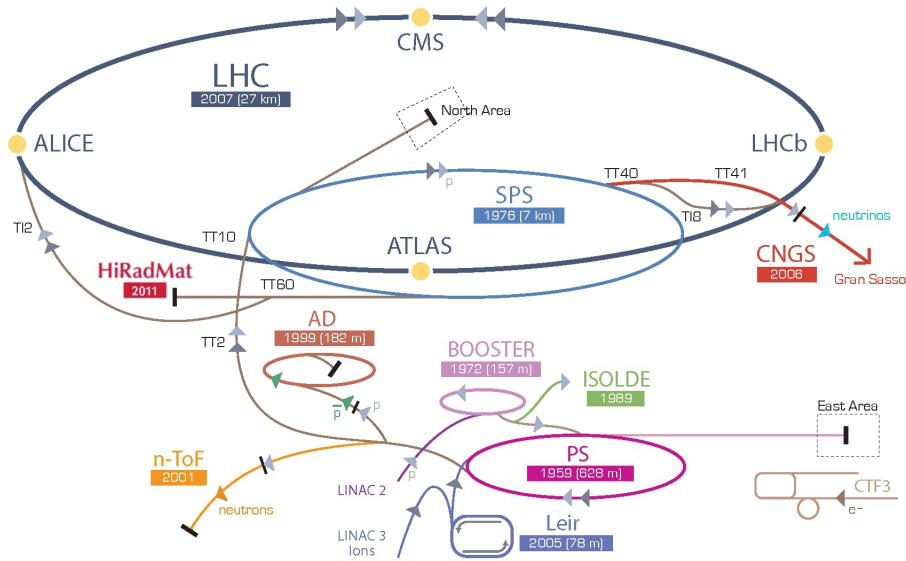 CMS
LHC
2007 (27 km)
North Area
ALICE
LHCb
TT40
TT41
SPS
p
1976 (7 km)
TI8
neutrinos
TI2
TT10
ATLAS
CNGS
2006
Gran Sasso
HiRadMat
2011
TT60
AD
1999 (182 m)
TT2
BOOSTER
1972 (157 m)
ISOLDE
1989
p
p
East Area
n-ToF
2001
PS
1959 (628 m)
p
LINAC 2
neutrons
CTF3
e-
LINAC 3
Ions
Leir
2005 (78 m)